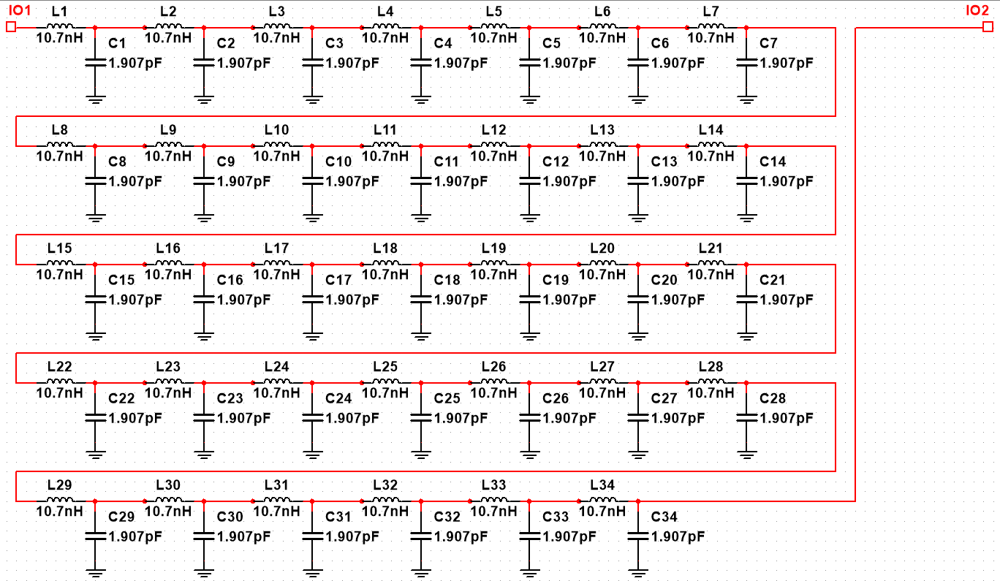 IO1 L1 L2 L3 L4 L5 L6 L7 IO2
10.7nH 10.7nH 10.7nH 10.7nH 10.7nH 10.7nH 10.7nH
C1 C2 C3 C4 C5 C6 C7
1.907pF 1.907pF 1.907pF 1.907pF 1.907pF 1.907pF 1.907pF
L8 L9 L10 L11 L12 L13 L14
10.7nH 10.7nH 10.7nH 10.7nH 10.7nH 10.7nH 10.7nH
C8 C9 C10 C11 C12 C13 C14
1.907pF 1.907pF 1.907pF 1.907pF 1.907pF 1.907pF 1.907pF
L15 L16 L17 L18 L19 L20 L21
10.7nH 10.7nH 10.7nH 10.7nH 10.7nH 10.7nH 10.7nH
C15 C16 C17 C18 C19 C20 C21
1.907pF 1.907pF 1.907pF 1.907pF 1.907pF 1.907pF 1.907pF
L22 L23 L24 L25 L26 L27 L28
10.7nH 10.7nH 10.7nH 10.7nH 10.7nH 10.7nH 10.7nH
C22 C23 C24 C25 C26 C27 C28
1.907pF 1.907pF 1.907pF 1.907pF 1.907pF 1.907pF 1.907pF
L29 L30 L31 L32 L33 L34
10.7nH 10.7nH 10.7nH 10.7nH 10.7nH 10.7nH
C29 C30 C31 C32 C33 C34
1.907pF 1.907pF 1.907pF 1.907pF 1.907pF 1.907pF